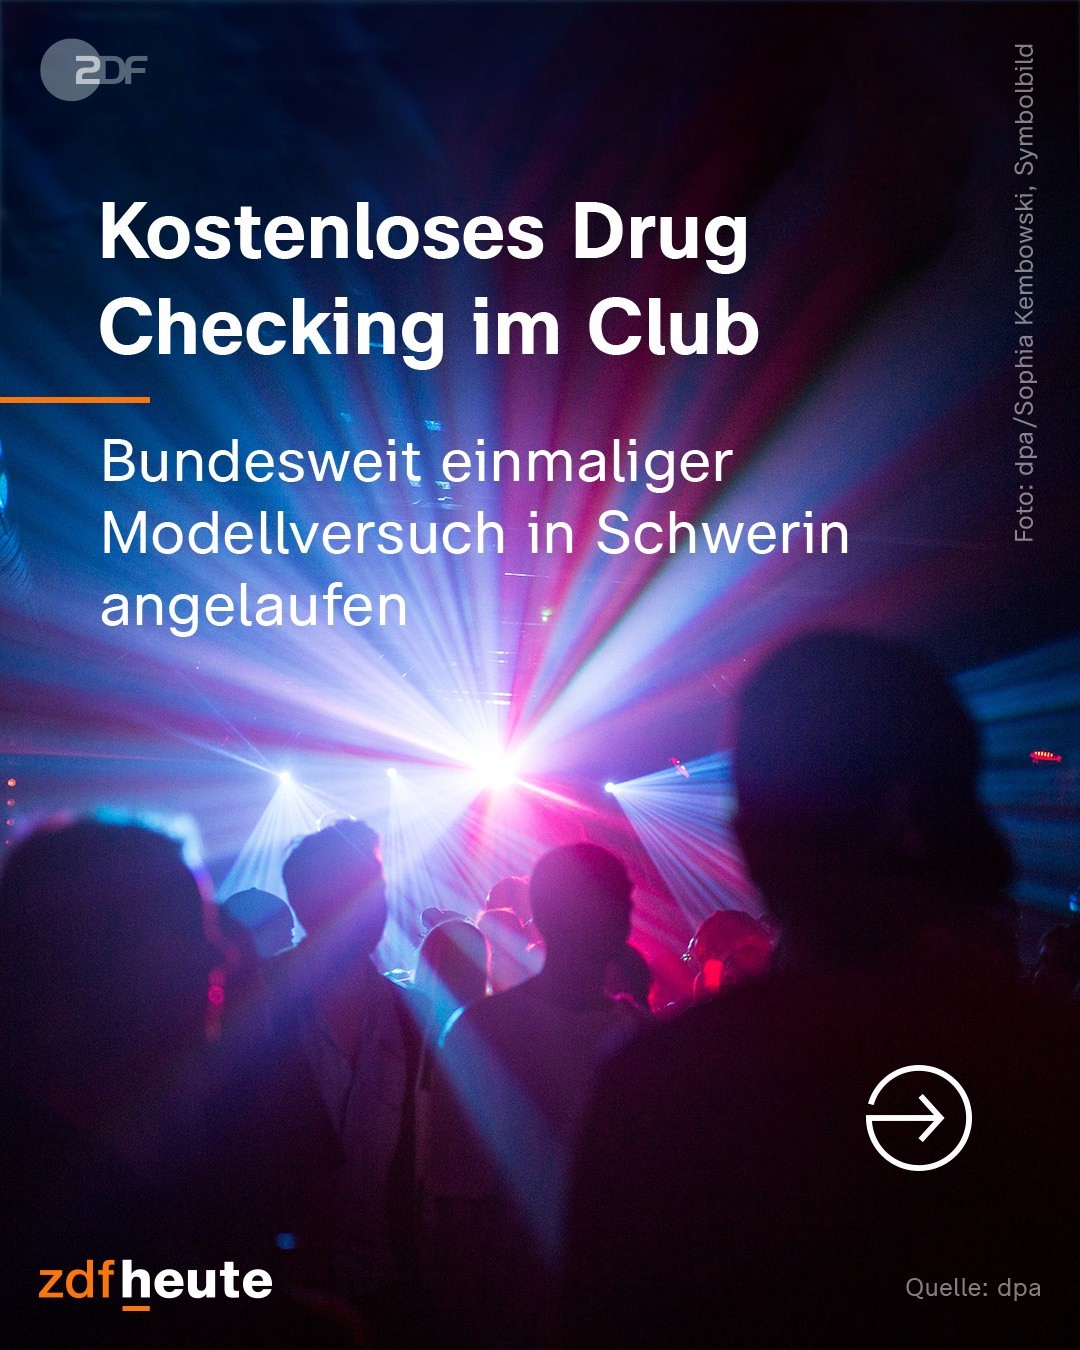 ZDF
Foto: dpa/Sophia Kembowski, Symbolbild
Kostenloses Drug
Checking im Club
Bundesweit einmaliger
Modellversuch in Schwerin
angelaufen
zdfheute
Quelle: dpa